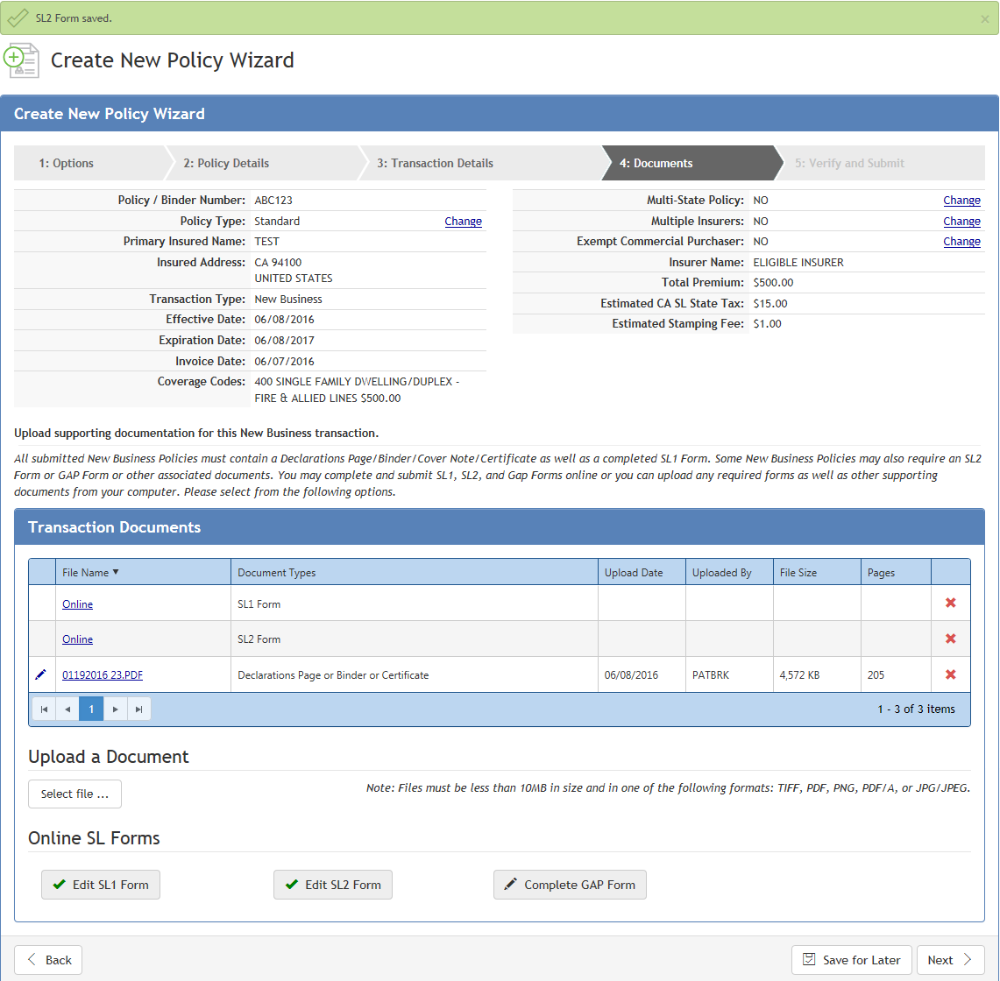 SL2 Form saved.
Create New Policy Wizard
Create New Policy Wizard
1: Options
2: Policy Details
3: Transaction Details
4: Documents
5: Verify and Submit
Policy / Binder Number: ABC123
Policy Type: Standard Change
Primary Insured Name: TEST
Insured Address: CA 94100
UNITED STATES
Transaction Type: New Business
Effective Date: 06/08/2016
Expiration Date: 06/08/2017
Invoice Date: 06/07/2016
Coverage Codes: 400 SINGLE FAMILY DWELLING/DUPLEX -
FIRE & ALLIED LINES $500.00
Multi-State Policy: NO Change
Multiple Insurers: NO Change
Exempt Commercial Purchaser: NO Change
Insurer Name: ELIGIBLE INSURER
Total Premium: $500.00
Estimated CA SL State Tax: $15.00
Estimated Stamping Fee: $1.00
Upload supporting documentation for this New Business transaction.
All submitted New Business Policies must contain a Declarations Page/Binder/Cover Note/Certificate as well as a completed SL1 Form. Some New Business Policies may also require an SL2
Form or GAP Form or other associated documents. You may complete and submit SL1, SL2, and Gap Forms online or you can upload any required forms as well as other supporting
documents from your computer. Please select from the following options.
Transaction Documents
File Name Document Types Upload Date Uploaded By File Size Pages
Online SL1 Form
Online SL2 Form
01192016 23.PDF Declarations Page or Binder or Certificate 06/08/2016 PATBRK 4,572 KB 205
1 1 - 3 of 3 items
Upload a Document
Select file ... Note: Files must be less than 10MB in size and in one of the following formats: TIFF, PDF, PNG, PDF/A, or JPG/JPEG.
Online SL Forms
Edit SL1 Form Edit SL2 Form Complete GAP Form
Back Save for Later Next